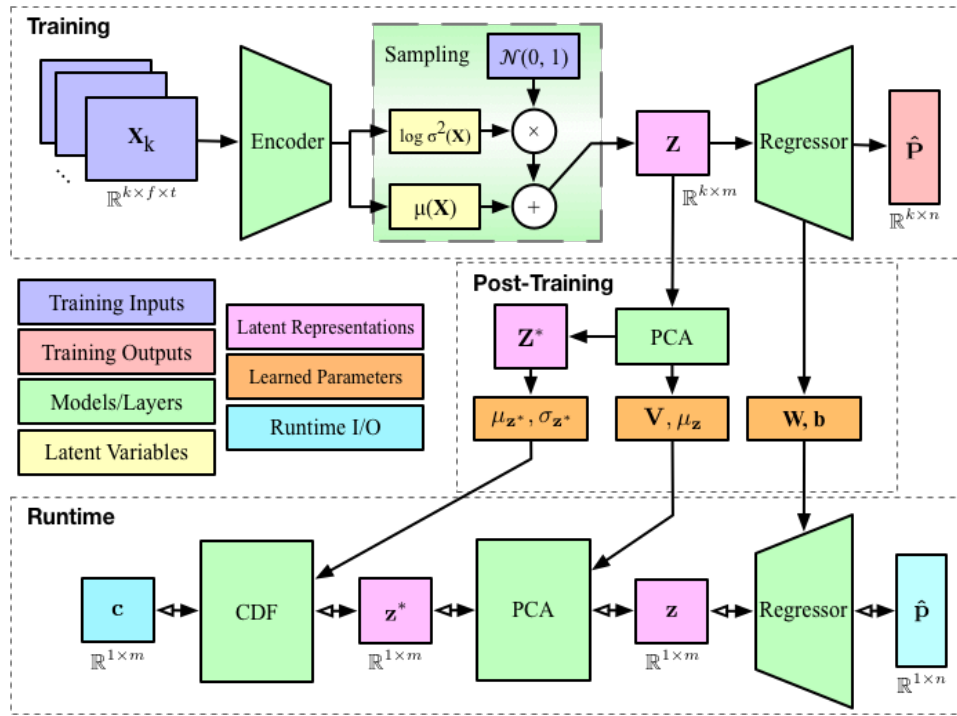 Training
X_k
⋱
ℝ^{k×f×t}
Encoder
Sampling
𝒩(0, 1)
log σ²(X)
×
μ(X)
+
Z
ℝ^{k×m}
Regressor
P̂
ℝ^{k×n}
Training Inputs
Training Outputs
Models/Layers
Latent Variables
Latent Representations
Learned Parameters
Runtime I/O
Post-Training
Z*
PCA
μ_{z*}, σ_{z*}
V, μ_z
W, b
Runtime
c
ℝ^{1×m}
CDF
z*
ℝ^{1×m}
PCA
z
ℝ^{1×m}
Regressor
p̂
ℝ^{1×n}